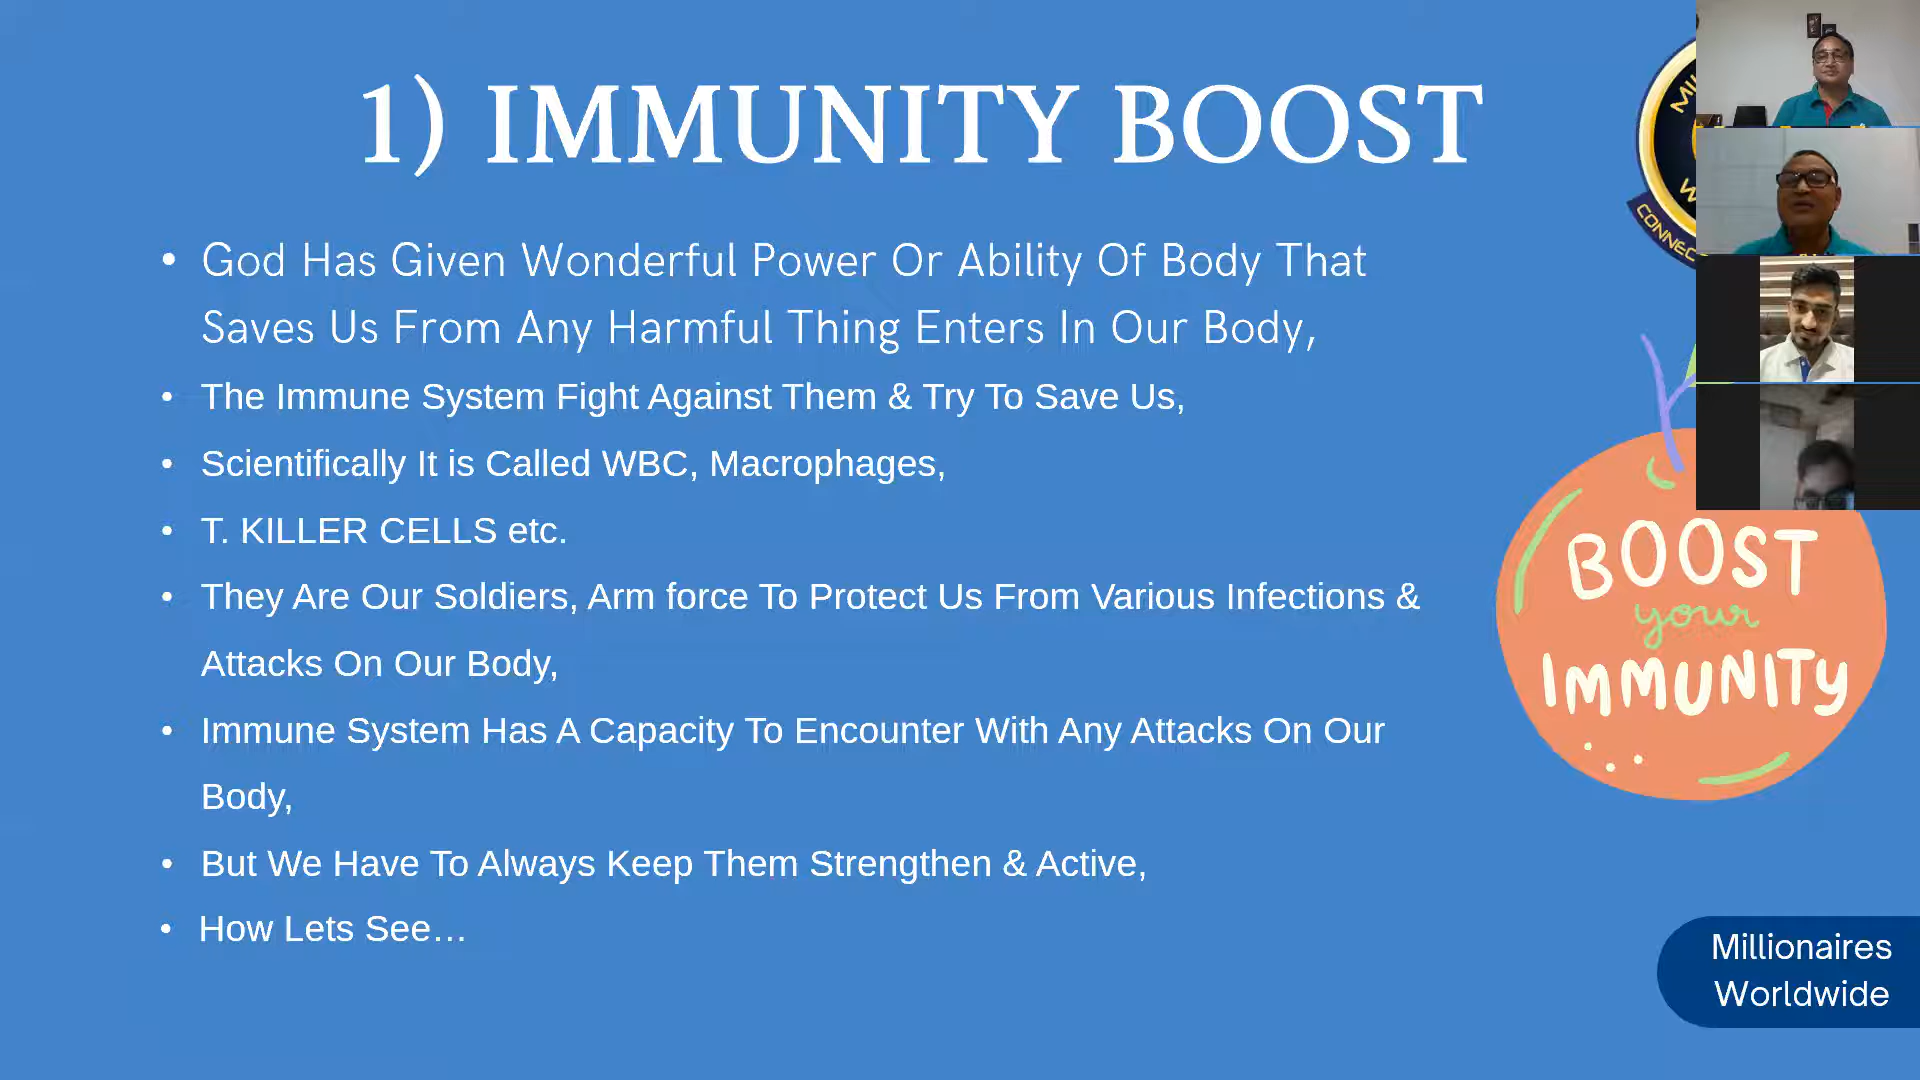 1) IMMUNITY BOOST
• God Has Given Wonderful Power Or Ability Of Body That
Saves Us From Any Harmful Thing Enters In Our Body,
• The Immune System Fight Against Them & Try To Save Us,
• Scientifically It is Called WBC, Macrophages,
• T. KILLER CELLS etc.
• They Are Our Soldiers, Arm force To Protect Us From Various Infections &
Attacks On Our Body,
• Immune System Has A Capacity To Encounter With Any Attacks On Our
Body,
• But We Have To Always Keep Them Strengthen & Active,
• How Lets See…
BOOST
your
IMMUNITY
Millionaires
Worldwide